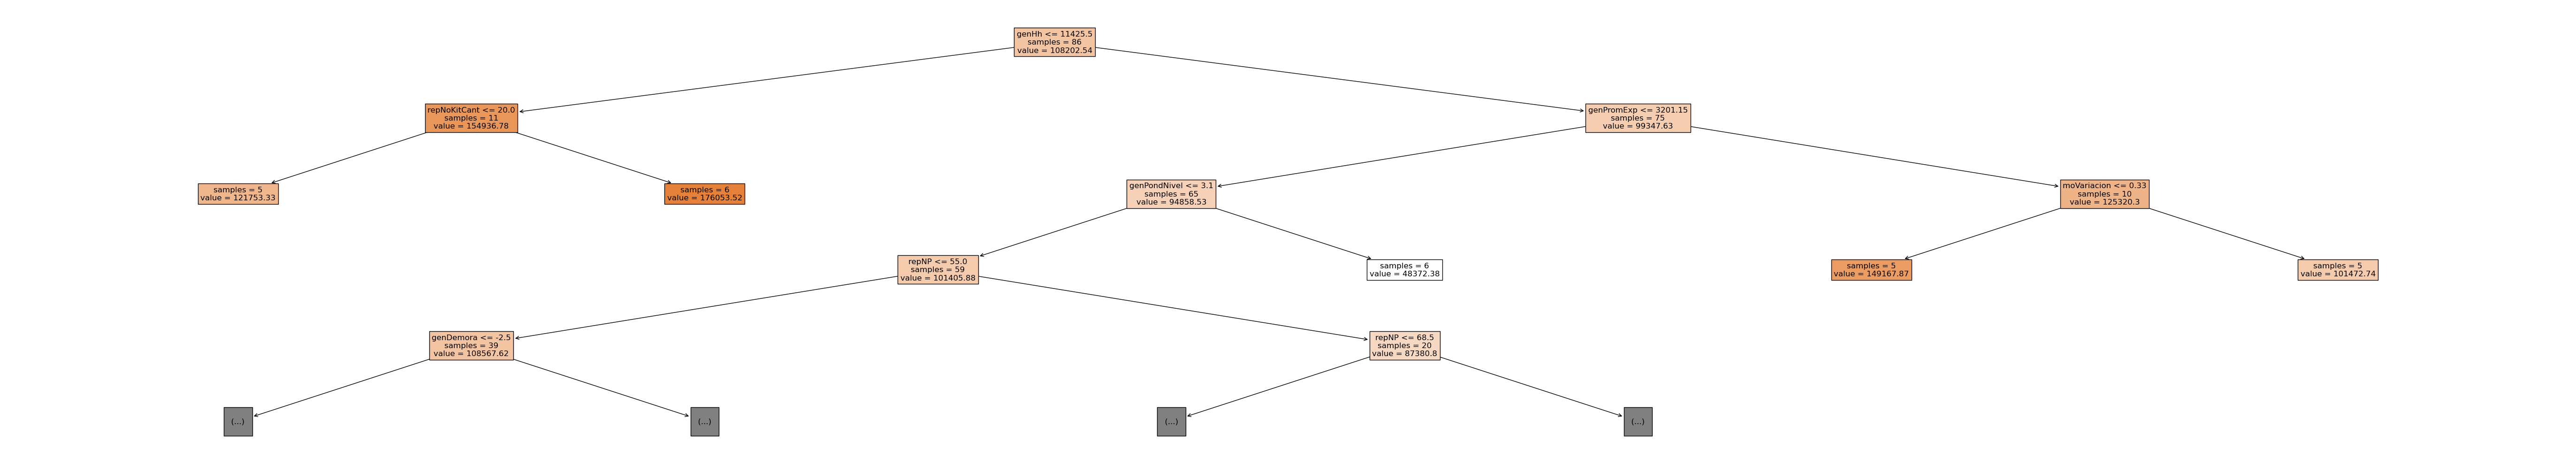 genHh <= 11425.5
samples = 86
value = 108202.54
repNoKitCant <= 20.0
samples = 11
value = 154936.78
genPromExp <= 3201.15
samples = 75
value = 99347.63
samples = 5
value = 121753.33
samples = 6
value = 176053.52
genPondNivel <= 3.1
samples = 65
value = 94858.53
moVariacion <= 0.33
samples = 10
value = 125320.3
repNP <= 55.0
samples = 59
value = 101405.88
samples = 6
value = 48372.38
samples = 5
value = 149167.87
samples = 5
value = 101472.74
genDemora <= -2.5
samples = 39
value = 108567.62
repNP <= 68.5
samples = 20
value = 87380.8
(...)
(...)
(...)
(...)